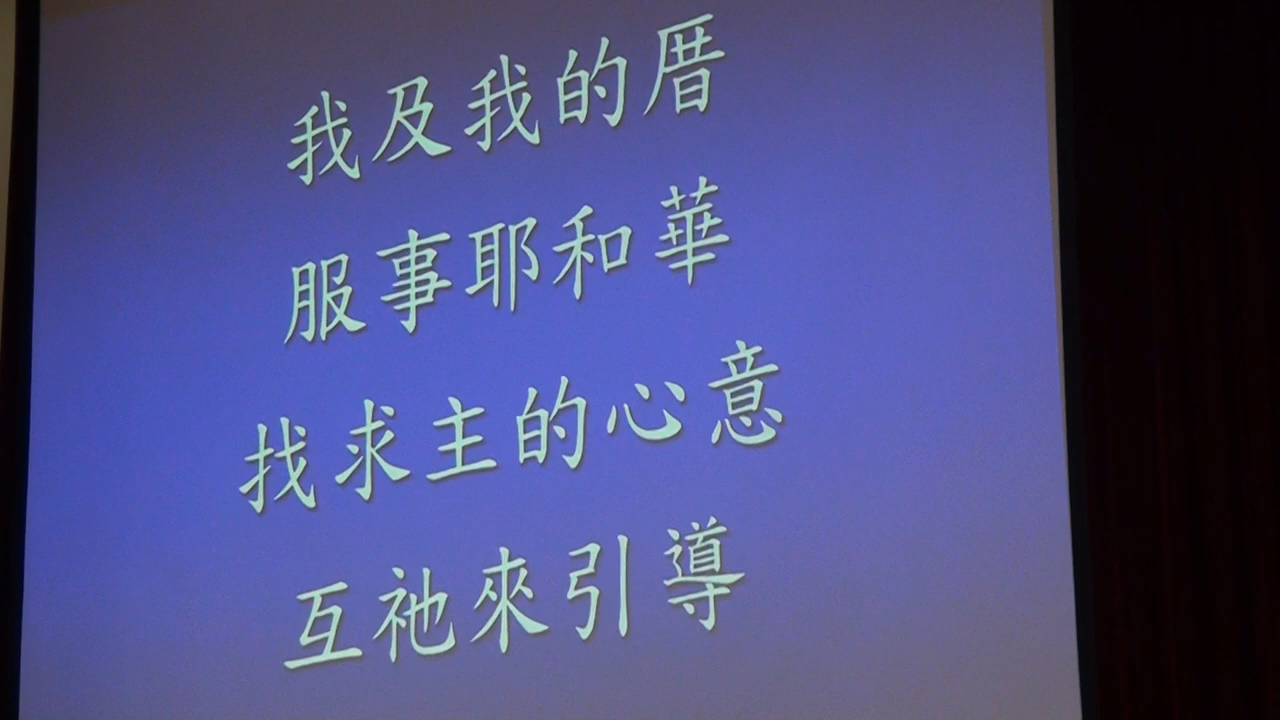 我及我的厝
服事耶和華
找求主的心意
互祂來引導